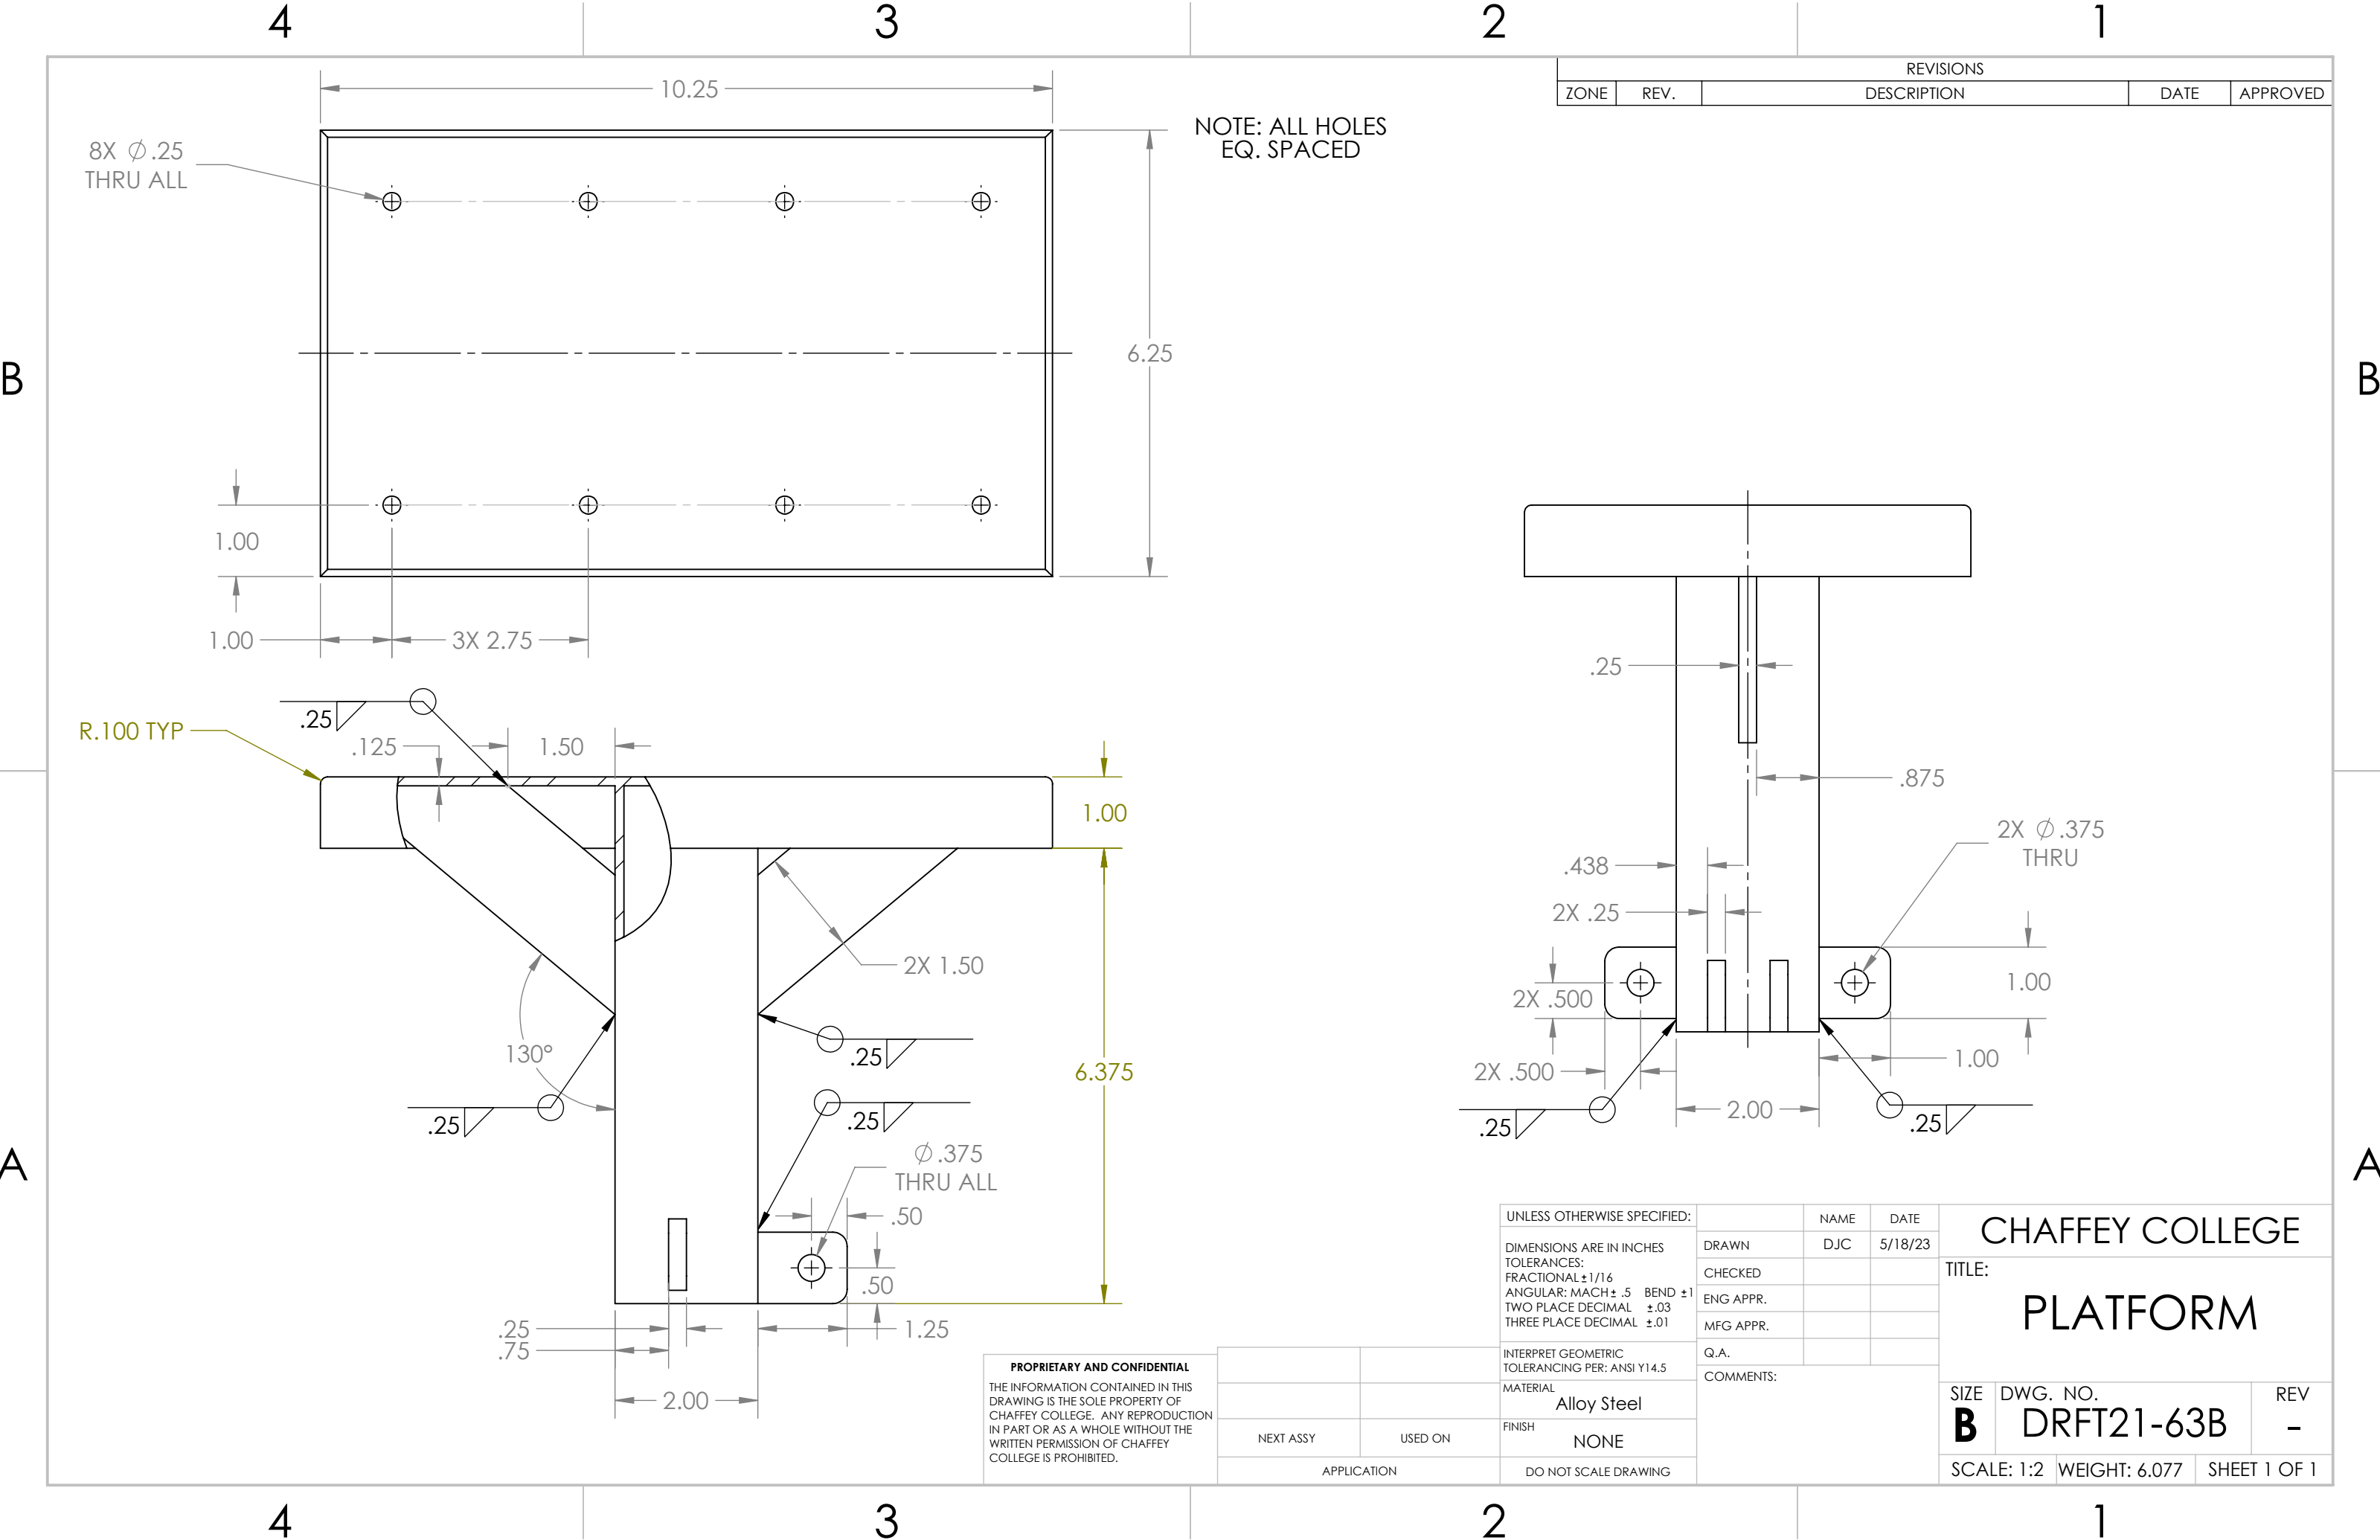 4 3 2 1
REVISIONS
ZONE REV. DESCRIPTION DATE APPROVED
10.25
NOTE: ALL HOLES
EQ. SPACED
8X ∅.25
THRU ALL
6.25
B B
1.00
1.00 3X 2.75
.25
R.100 TYP
.125 1.50
1.00
2X 1.50
130°
.25
.25
6.375
.25
∅.375
THRU ALL
.50
.50
.25
.75
1.25
2.00
.25
.875
2X ∅.375
THRU
.438
2X .25
2X .500
1.00
2X .500
1.00
2.00
.25
.25
A A
UNLESS OTHERWISE SPECIFIED:
DIMENSIONS ARE IN INCHES
TOLERANCES:
FRACTIONAL±1/16
ANGULAR: MACH± .5 BEND ±1
TWO PLACE DECIMAL ±.03
THREE PLACE DECIMAL ±.01
INTERPRET GEOMETRIC
TOLERANCING PER: ANSI Y14.5
MATERIAL
Alloy Steel
FINISH
NONE
DO NOT SCALE DRAWING
NAME DATE
DRAWN DJC 5/18/23
CHECKED
ENG APPR.
MFG APPR.
Q.A.
COMMENTS:
CHAFFEY COLLEGE
TITLE:
PLATFORM
SIZE DWG. NO. REV
B DRFT21-63B -
SCALE: 1:2 WEIGHT: 6.077 SHEET 1 OF 1
PROPRIETARY AND CONFIDENTIAL
THE INFORMATION CONTAINED IN THIS
DRAWING IS THE SOLE PROPERTY OF
CHAFFEY COLLEGE. ANY REPRODUCTION
IN PART OR AS A WHOLE WITHOUT THE
WRITTEN PERMISSION OF CHAFFEY
COLLEGE IS PROHIBITED.
NEXT ASSY USED ON
APPLICATION
4 3 2 1